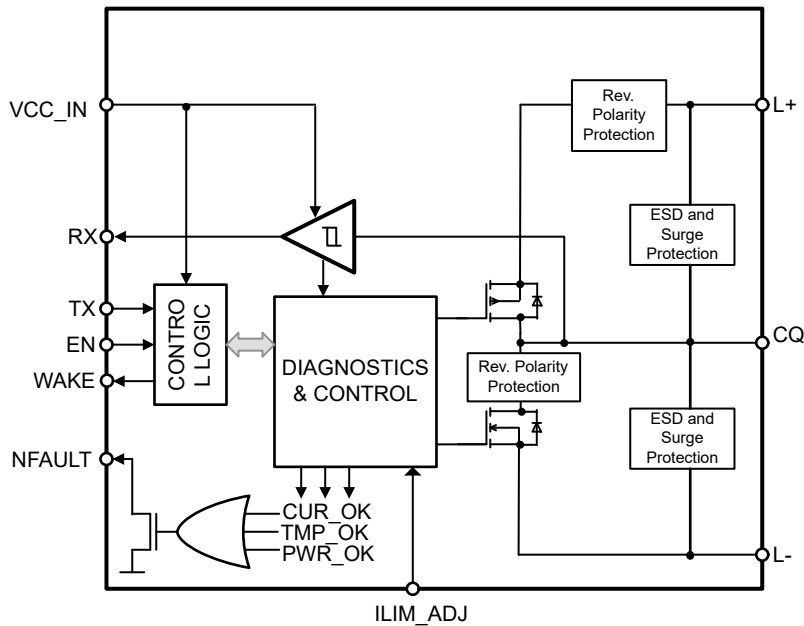 VCC_IN
Rev.
Polarity
Protection
L+
RX
ESD and
Surge
Protection
TX
EN
WAKE
CONTRO
L LOGIC
DIAGNOSTICS
& CONTROL
CQ
Rev. Polarity
Protection
ESD and
Surge
Protection
NFAULT
CUR_OK
TMP_OK
PWR_OK
L-
ILIM_ADJ